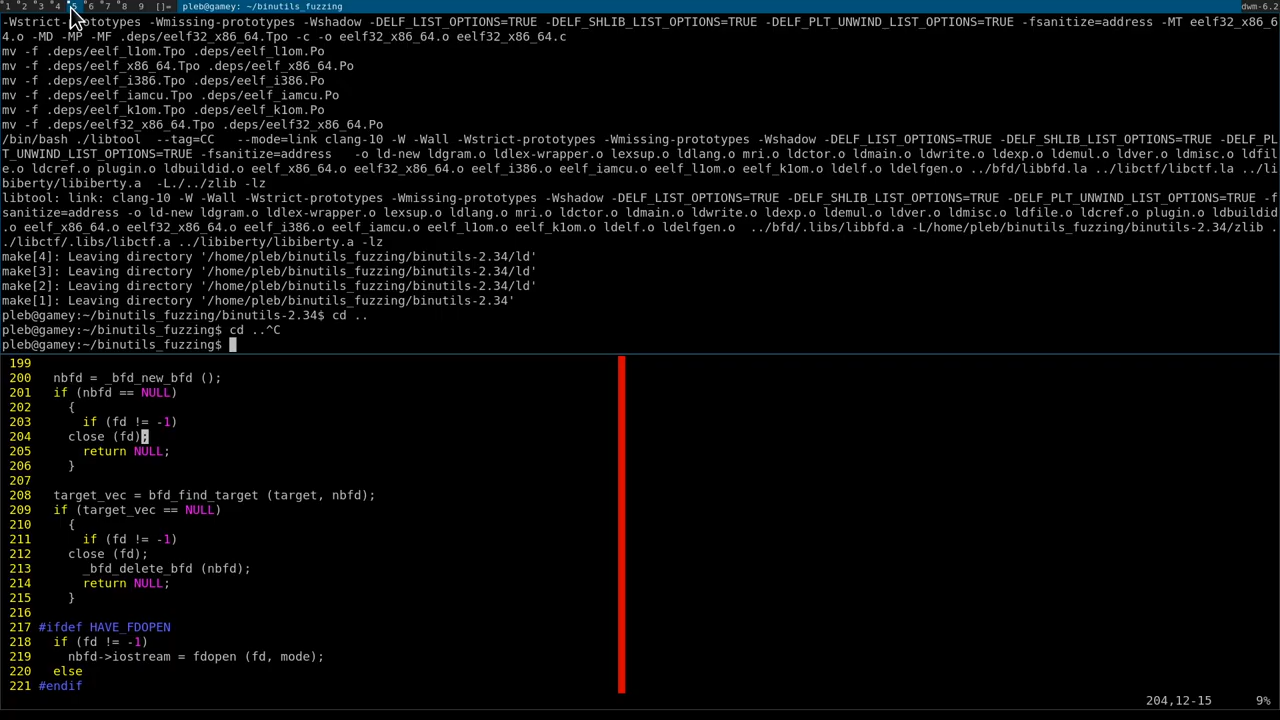 1 2 3 4 5 6 7 8 9 []= pleb@gamey: ~/binutils_fuzzing dwm-6.2
-Wstrict-prototypes -Wmissing-prototypes -Wshadow -DELF_LIST_OPTIONS=TRUE -DELF_SHLIB_LIST_OPTIONS=TRUE -DELF_PLT_UNWIND_LIST_OPTIONS=TRUE -fsanitize=address -MT eelf32_x86_6
4.o -MD -MP -MF .deps/eelf32_x86_64.Tpo -c -o eelf32_x86_64.o eelf32_x86_64.c
mv -f .deps/eelf_l1om.Tpo .deps/eelf_l1om.Po
mv -f .deps/eelf_x86_64.Tpo .deps/eelf_x86_64.Po
mv -f .deps/eelf_i386.Tpo .deps/eelf_i386.Po
mv -f .deps/eelf_iamcu.Tpo .deps/eelf_iamcu.Po
mv -f .deps/eelf_k1om.Tpo .deps/eelf_k1om.Po
mv -f .deps/eelf32_x86_64.Tpo .deps/eelf32_x86_64.Po
/bin/bash ./libtool  --tag=CC   --mode=link clang-10 -W -Wall -Wstrict-prototypes -Wmissing-prototypes -Wshadow -DELF_LIST_OPTIONS=TRUE -DELF_SHLIB_LIST_OPTIONS=TRUE -DELF_PL
T_UNWIND_LIST_OPTIONS=TRUE -fsanitize=address   -o ld-new ldgram.o ldlex-wrapper.o lexsup.o ldlang.o mri.o ldctor.o ldmain.o ldwrite.o ldexp.o ldemul.o ldver.o ldmisc.o ldfil
e.o ldcref.o plugin.o ldbuildid.o eelf_x86_64.o eelf32_x86_64.o eelf_i386.o eelf_iamcu.o eelf_l1om.o eelf_k1om.o ldelf.o ldelfgen.o ../bfd/libbfd.la ../libctf/libctf.la ../li
biberty/libiberty.a  -L./../zlib -lz
libtool: link: clang-10 -W -Wall -Wstrict-prototypes -Wmissing-prototypes -Wshadow -DELF_LIST_OPTIONS=TRUE -DELF_SHLIB_LIST_OPTIONS=TRUE -DELF_PLT_UNWIND_LIST_OPTIONS=TRUE -f
sanitize=address -o ld-new ldgram.o ldlex-wrapper.o lexsup.o ldlang.o mri.o ldctor.o ldmain.o ldwrite.o ldexp.o ldemul.o ldver.o ldmisc.o ldfile.o ldcref.o plugin.o ldbuildid
.o eelf_x86_64.o eelf32_x86_64.o eelf_i386.o eelf_iamcu.o eelf_l1om.o eelf_k1om.o ldelf.o ldelfgen.o  ../bfd/.libs/libbfd.a -L/home/pleb/binutils_fuzzing/binutils-2.34/zlib .
./libctf/.libs/libctf.a ../libiberty/libiberty.a -lz
make[4]: Leaving directory '/home/pleb/binutils_fuzzing/binutils-2.34/ld'
make[3]: Leaving directory '/home/pleb/binutils_fuzzing/binutils-2.34/ld'
make[2]: Leaving directory '/home/pleb/binutils_fuzzing/binutils-2.34/ld'
make[1]: Leaving directory '/home/pleb/binutils_fuzzing/binutils-2.34'
pleb@gamey:~/binutils_fuzzing/binutils-2.34$ cd ..
pleb@gamey:~/binutils_fuzzing$ cd ..^C
pleb@gamey:~/binutils_fuzzing$
199
200   nbfd = _bfd_new_bfd ();
201   if (nbfd == NULL)
202     {
203       if (fd != -1)
204     close (fd);
205       return NULL;
206     }
207
208   target_vec = bfd_find_target (target, nbfd);
209   if (target_vec == NULL)
210     {
211       if (fd != -1)
212     close (fd);
213       _bfd_delete_bfd (nbfd);
214       return NULL;
215     }
216
217 #ifdef HAVE_FDOPEN
218   if (fd != -1)
219     nbfd->iostream = fdopen (fd, mode);
220   else
221 #endif
204,12-15 9%